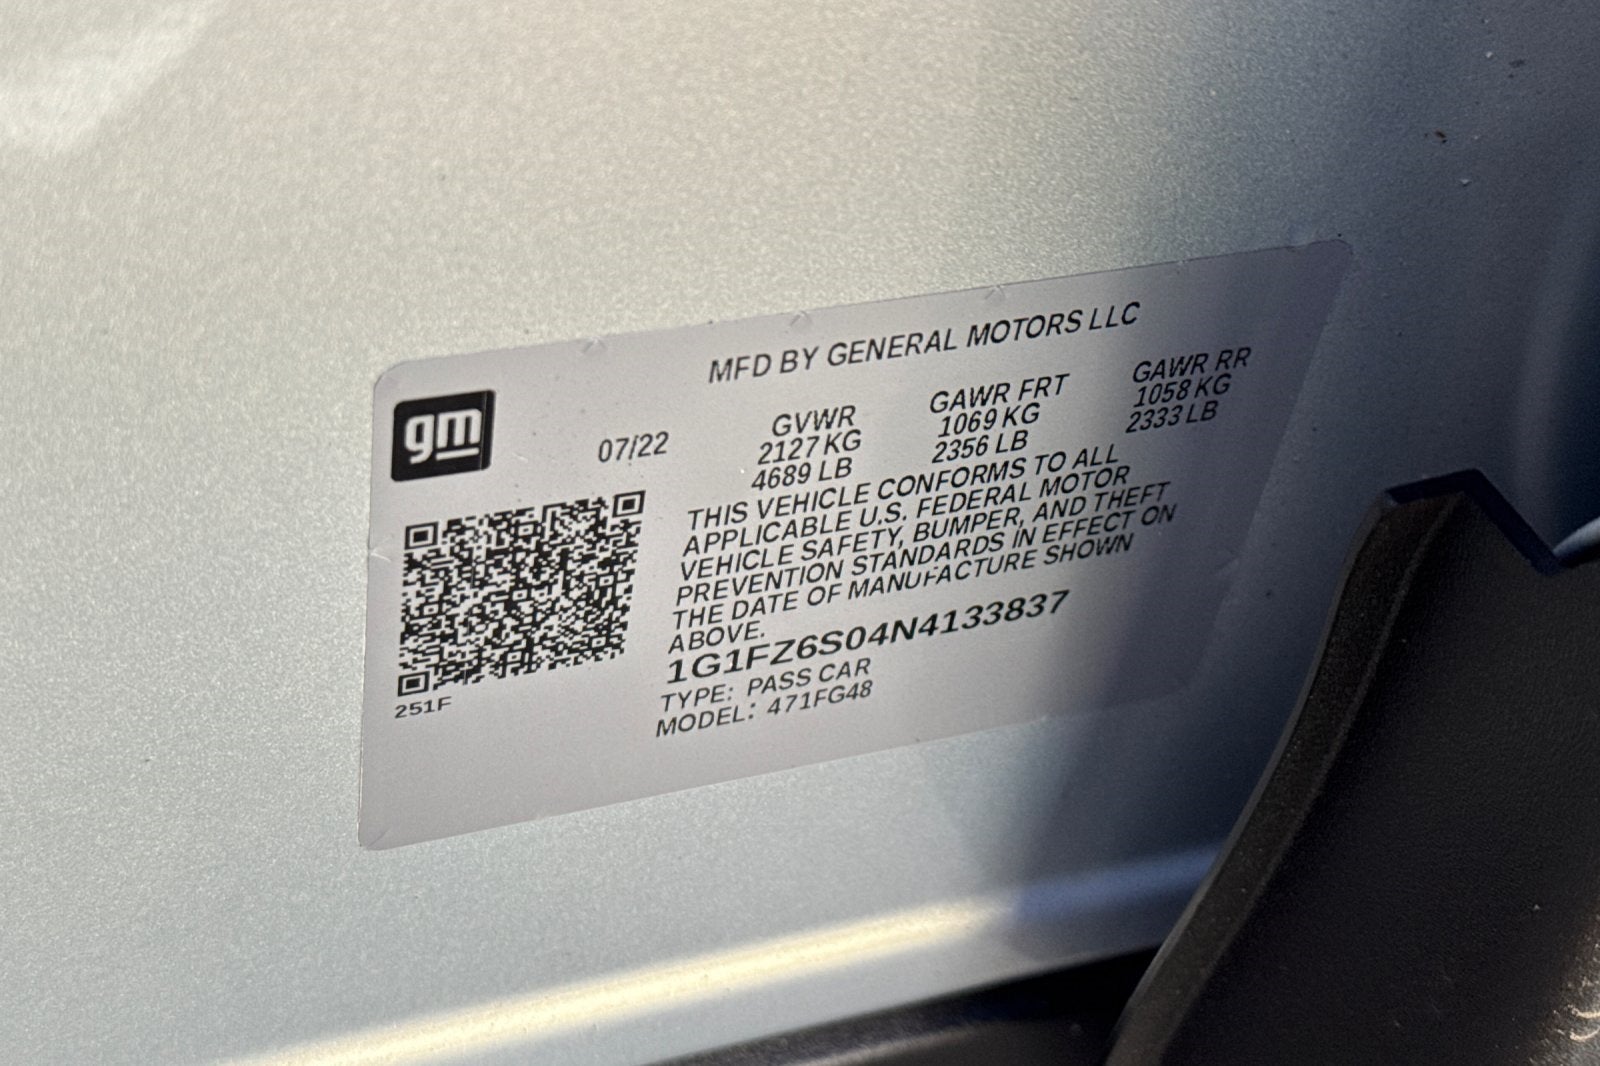 MFD BY GENERAL MOTORS LLC
gm
07/22
GVWR
2127 KG
4689 LB
GAWR FRT
1069 KG
2356 LB
GAWR RR
1058 KG
2333 LB
THIS VEHICLE CONFORMS TO ALL
APPLICABLE U.S. FEDERAL MOTOR
VEHICLE SAFETY, BUMPER, AND THEFT
PREVENTION STANDARDS IN EFFECT ON
THE DATE OF MANUFACTURE SHOWN
ABOVE.
1G1FZ6S04N4133837
TYPE: PASS CAR
MODEL: 471FG48
251F